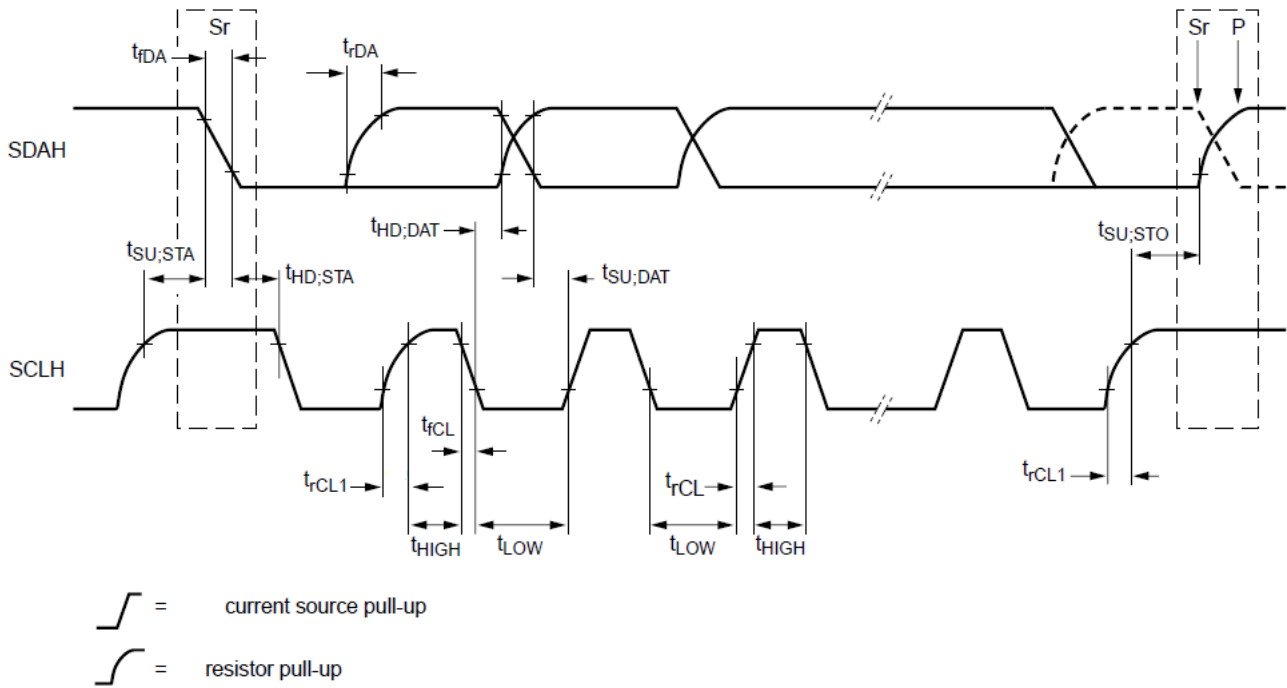 Sr
Sr P
tfDA
trDA
SDAH
tHD;DAT
tSU;STA
tSU;STO
tHD;STA
tSU;DAT
SCLH
tfCL
trCL1
trCL
trCL1
tHIGH
tLOW
tLOW
tHIGH
= current source pull-up
= resistor pull-up